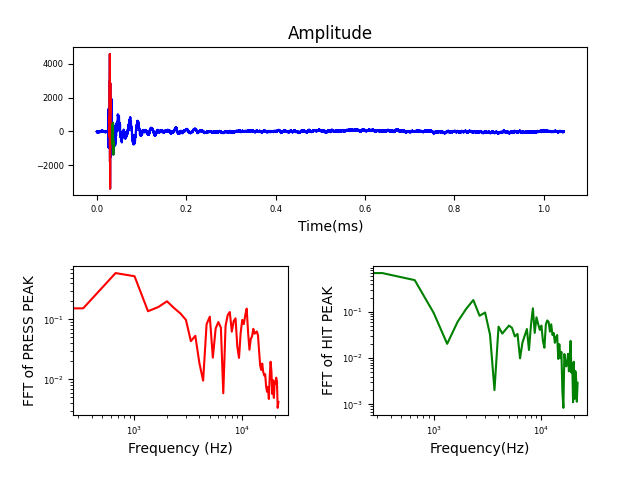 Amplitude
4000
2000
0
−2000
0.0 0.2 0.4 0.6 0.8 1.0
Time(ms)
FFT of PRESS PEAK
10⁻¹
10⁻²
10³ 10⁴
Frequency (Hz)
FFT of HIT PEAK
10⁻¹
10⁻²
10⁻³
10³ 10⁴
Frequency(Hz)